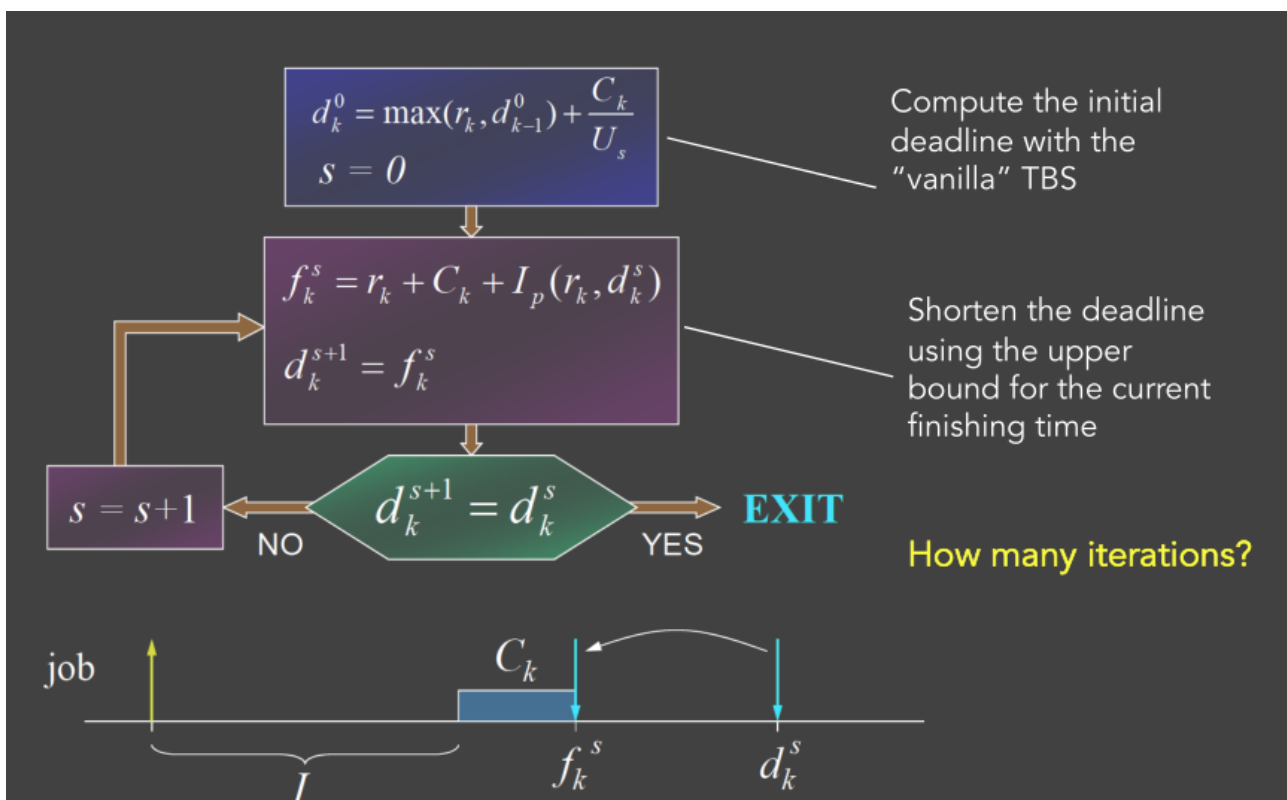 d_k^0 = max(r_k, d_{k-1}^0) + C_k / U_s
s = 0
Compute the initial
deadline with the
“vanilla” TBS
f_k^s = r_k + C_k + I_p(r_k, d_k^s)
d_k^{s+1} = f_k^s
Shorten the deadline
using the upper
bound for the current
finishing time
s = s+1
NO
d_k^{s+1} = d_k^s
YES
EXIT
How many iterations?
job
C_k
f_k^s
d_k^s
I